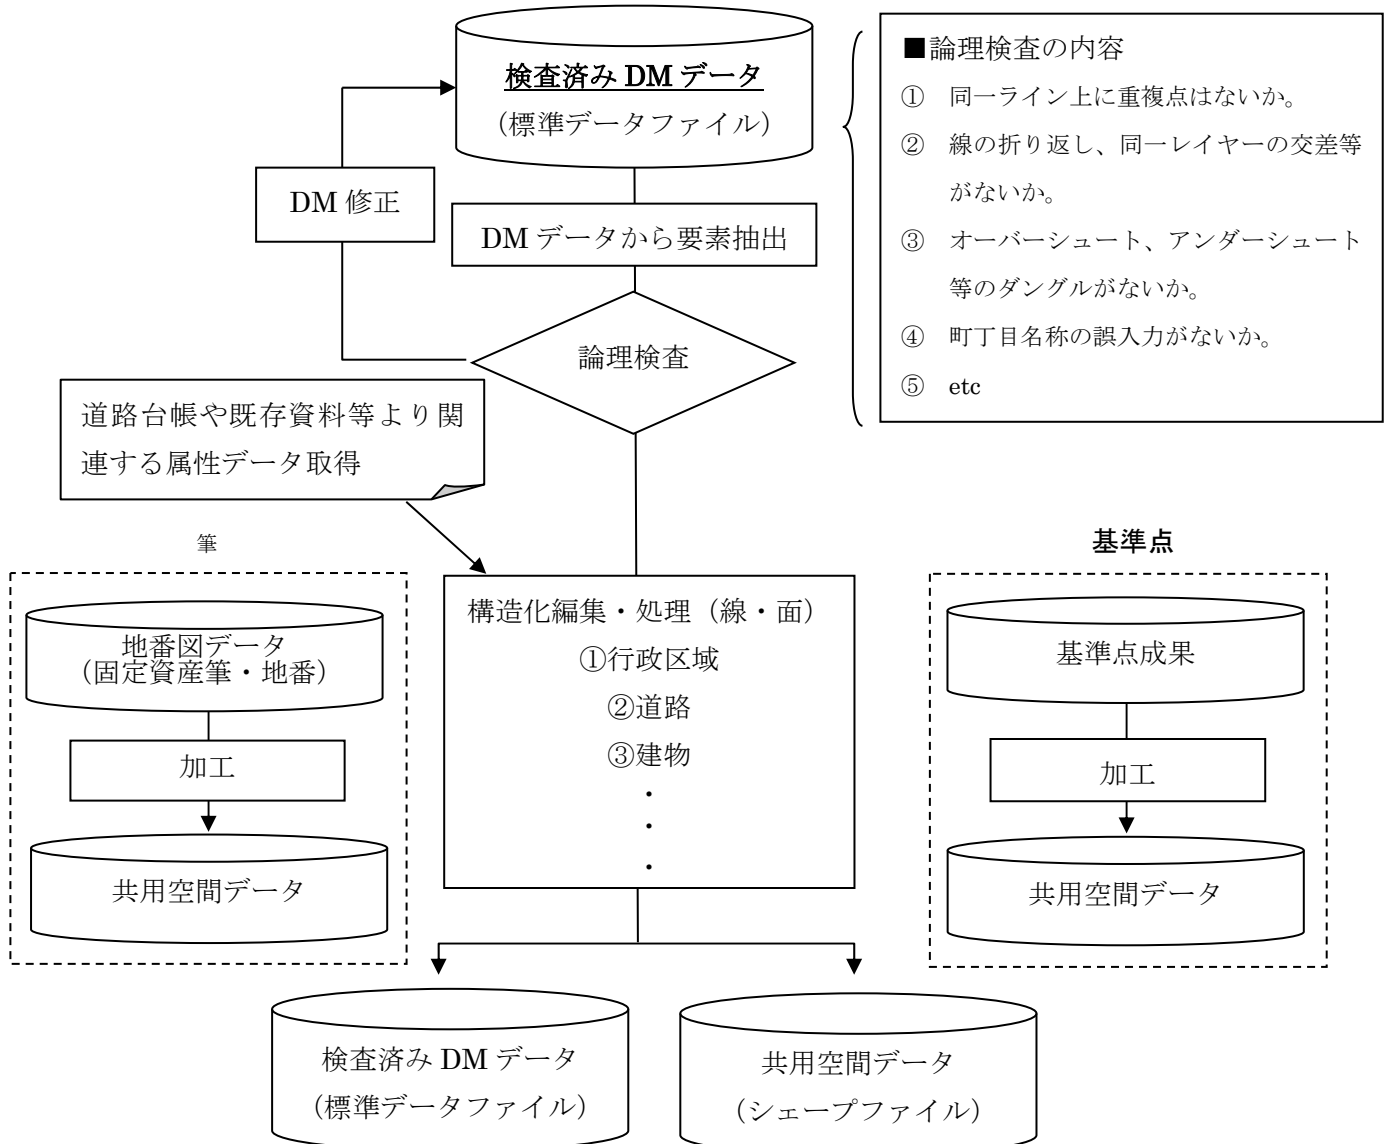 検査済み DM データ
（標準データファイル）
DM 修正
DM データから要素抽出
論理検査
■論理検査の内容
① 同一ライン上に重複点はないか。
② 線の折り返し、同一レイヤーの交差等
がないか。
③ オーバーシュート、アンダーシュート
等のダングルがないか。
④ 町丁目名称の誤入力がないか。
⑤ etc
道路台帳や既存資料等より関
連する属性データ取得
筆
地番図データ
（固定資産筆・地番）
加工
共用空間データ
構造化編集・処理（線・面）
①行政区域
②道路
③建物
・
・
・
基準点
基準点成果
加工
共用空間データ
検査済み DM データ
（標準データファイル）
共用空間データ
（シェープファイル）